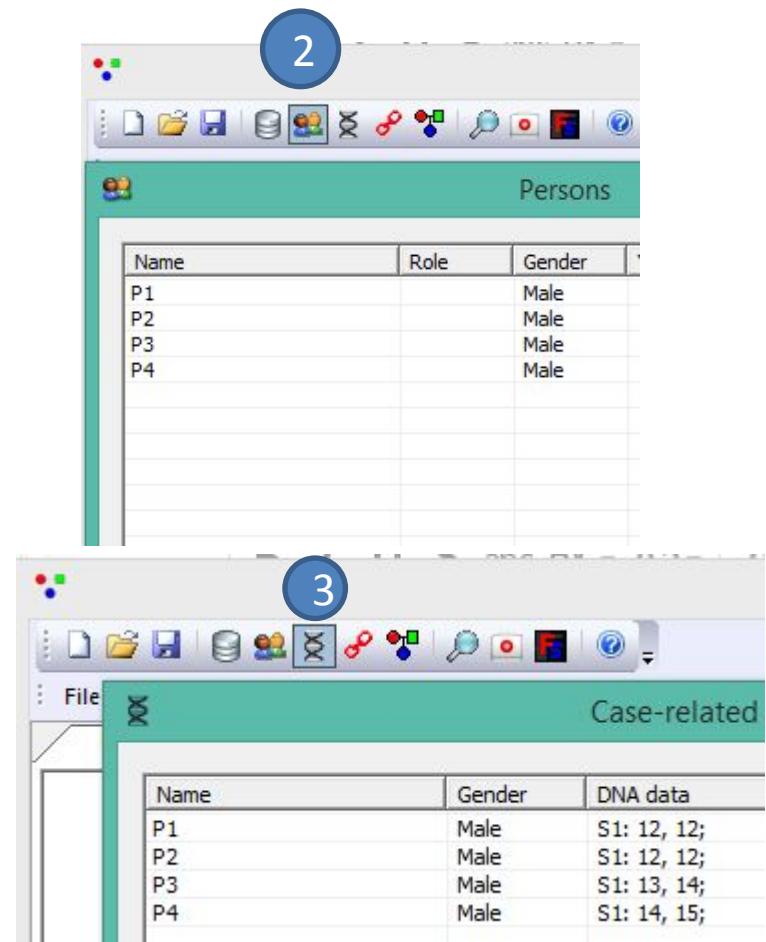 2
Persons
Name Role Gender
P1 Male
P2 Male
P3 Male
P4 Male
3
File
Case-related
Name Gender DNA data
P1 Male S1: 12, 12;
P2 Male S1: 12, 12;
P3 Male S1: 13, 14;
P4 Male S1: 14, 15;